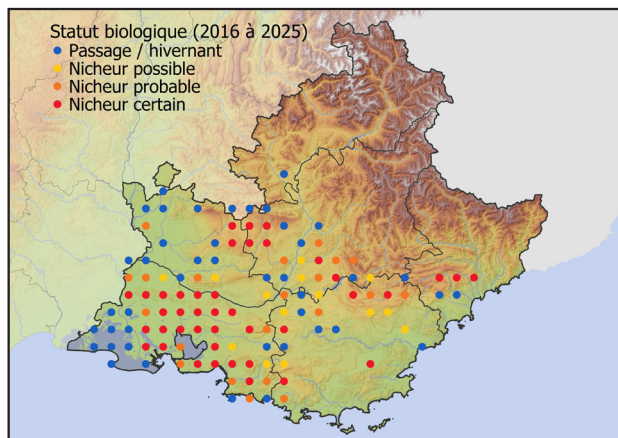 Statut biologique (2016 à 2025)
Passage / hivernant
Nicheur possible
Nicheur probable
Nicheur certain